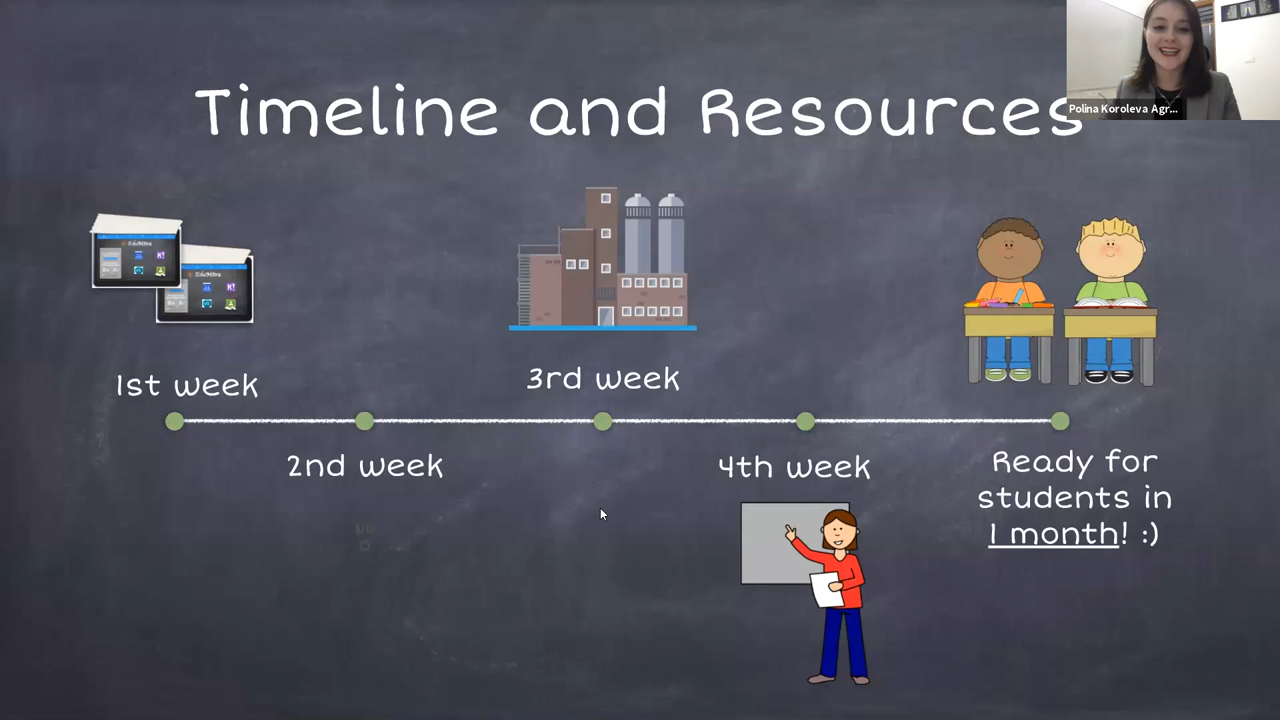 Timeline and Resources
Polina Koroleva Agr...
1st week
2nd week
3rd week
4th week
Ready for
students in
1 month! :)